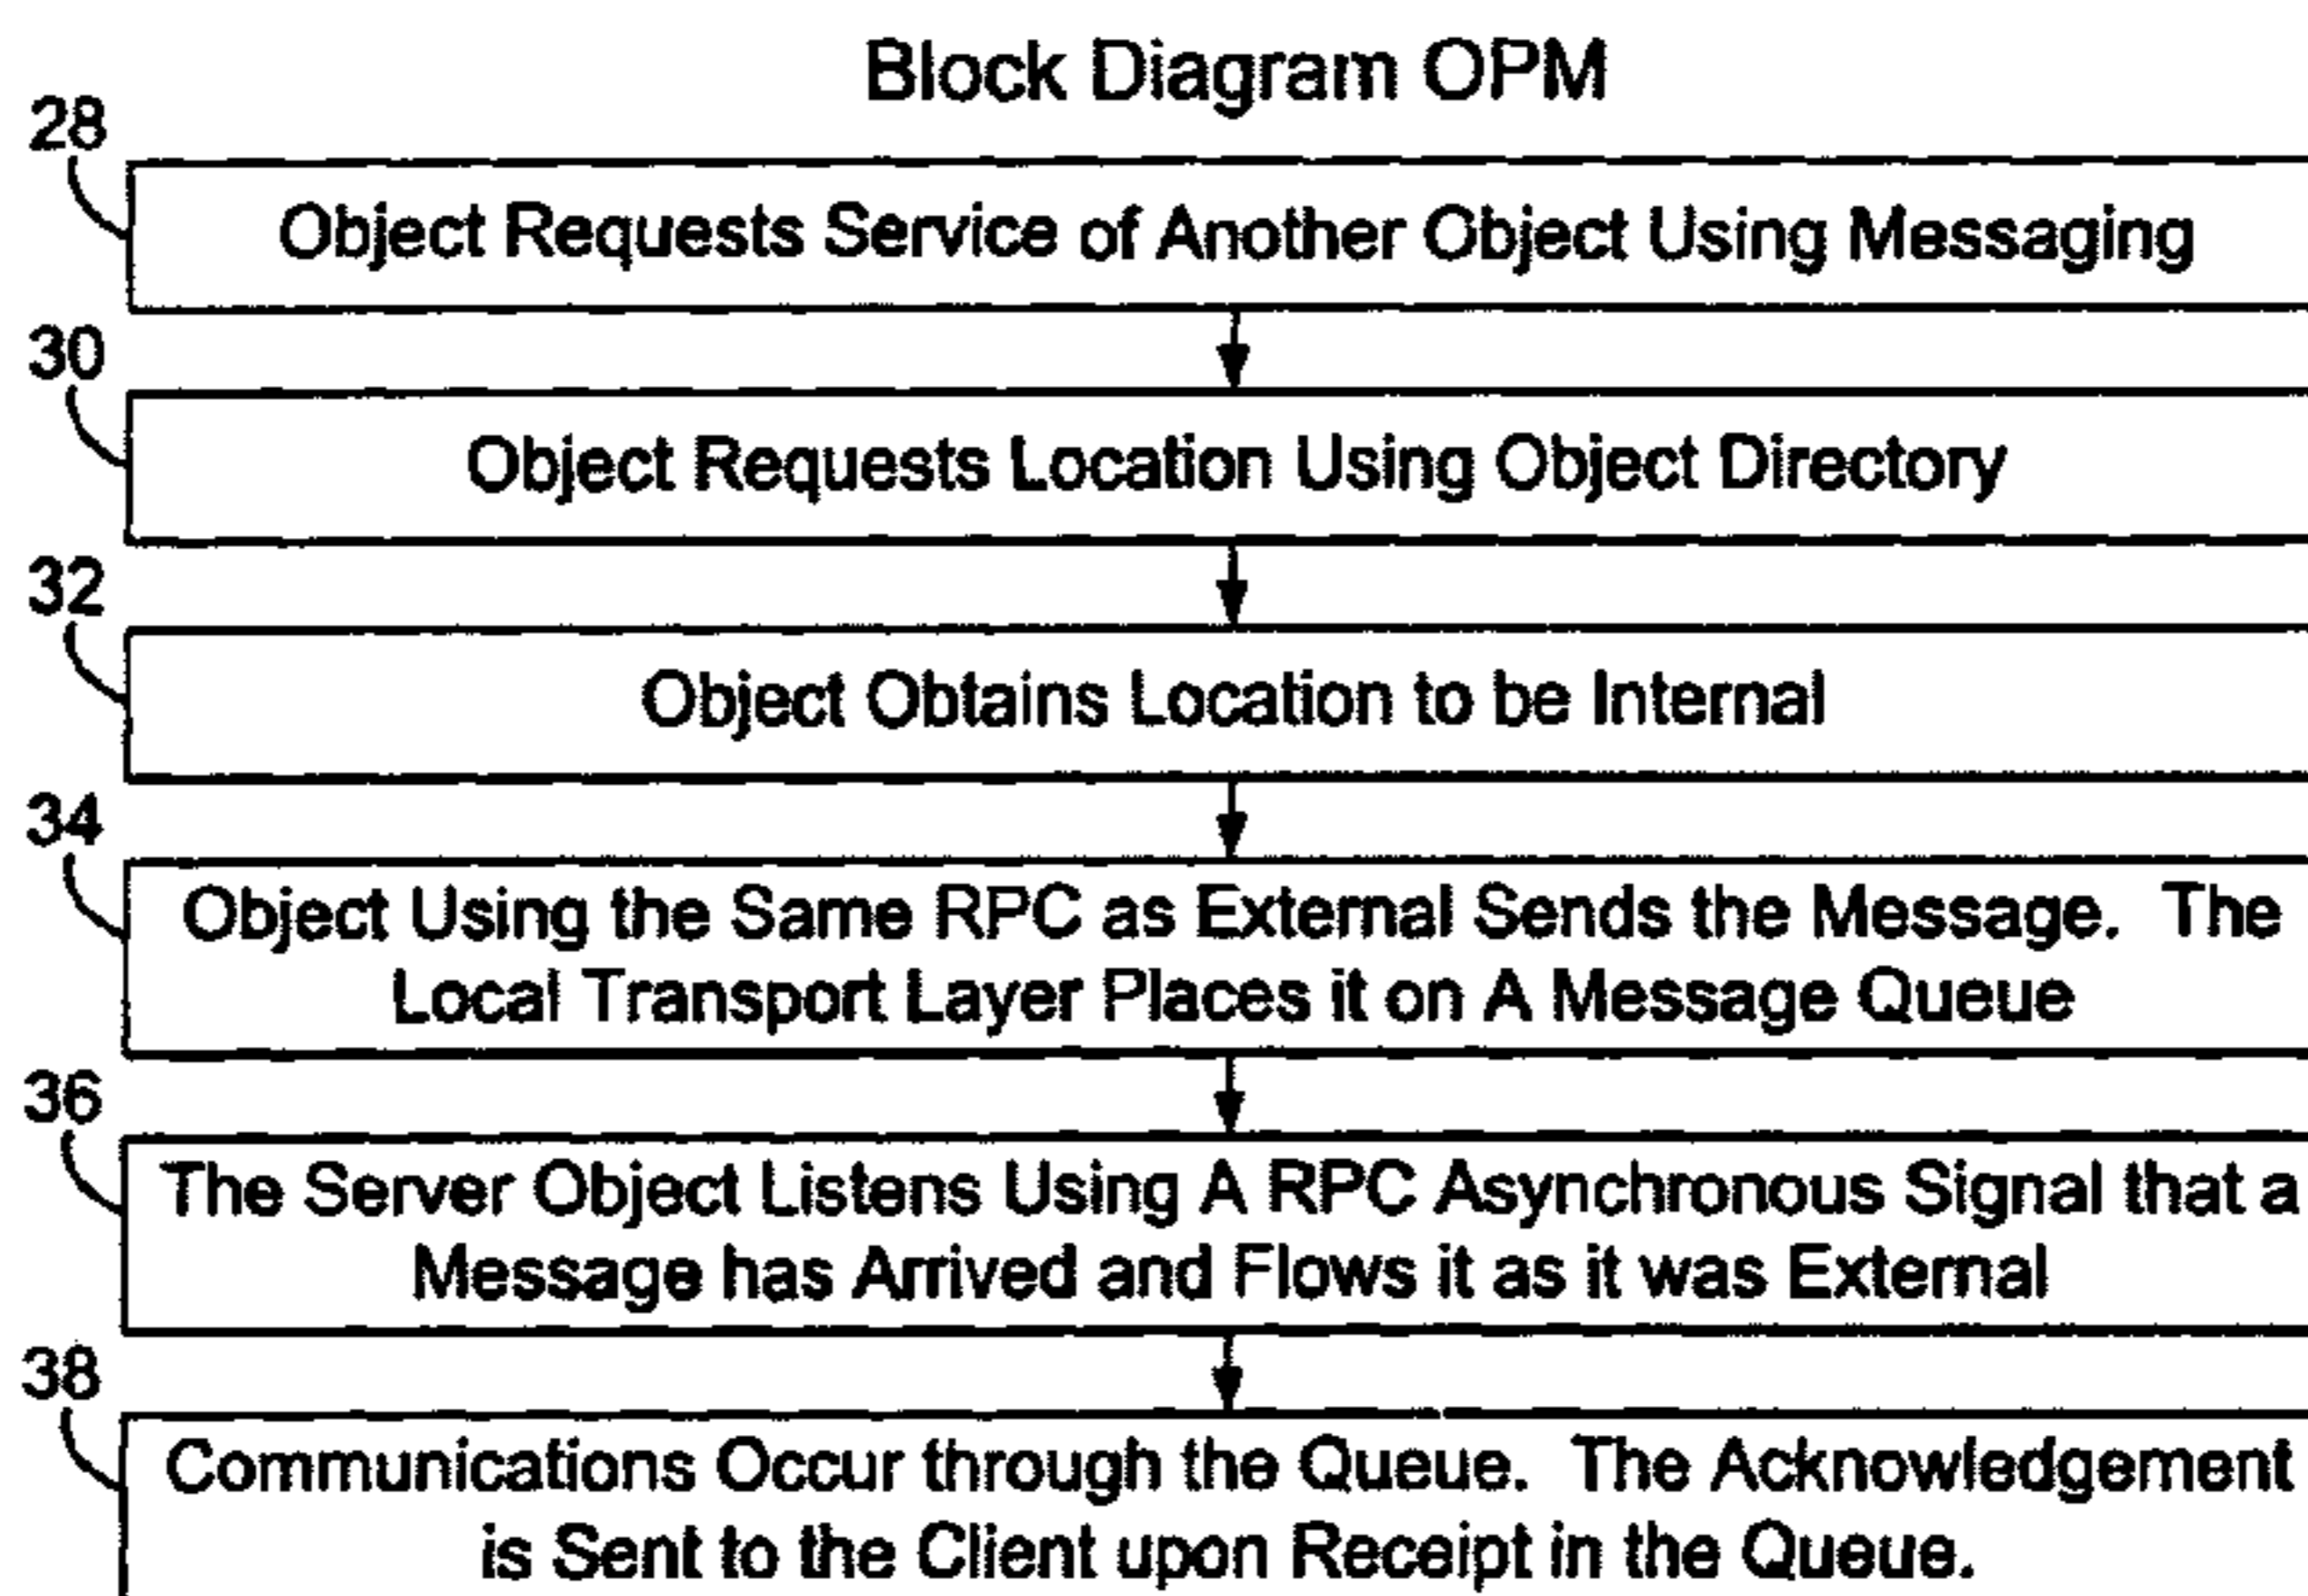 Block Diagram OPM
28
Object Requests Service of Another Object Using Messaging
30
Object Requests Location Using Object Directory
32
Object Obtains Location to be Internal
34
Object Using the Same RPC as External Sends the Message. The
Local Transport Layer Places it on A Message Queue
36
The Server Object Listens Using A RPC Asynchronous Signal that a
Message has Arrived and Flows it as it was External
38
Communications Occur through the Queue. The Acknowledgement
is Sent to the Client upon Receipt in the Queue.